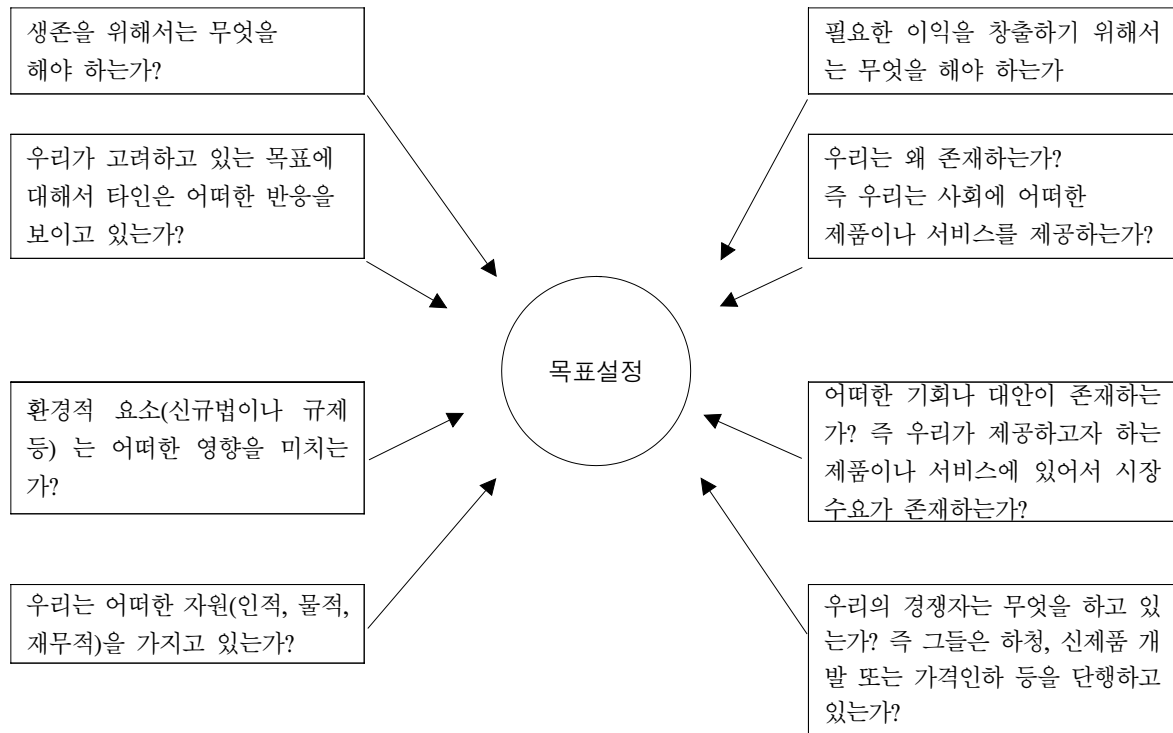 생존을 위해서는 무엇을
해야 하는가?
필요한 이익을 창출하기 위해서
는 무엇을 해야 하는가
우리가 고려하고 있는 목표에
대해서 타인은 어떠한 반응을
보이고 있는가?
우리는 왜 존재하는가?
즉 우리는 사회에 어떠한
제품이나 서비스를 제공하는가?
목표설정
환경적 요소(신규법이나 규제
등) 는 어떠한 영향을 미치는
가?
어떠한 기회나 대안이 존재하는
가? 즉 우리가 제공하고자 하는
제품이나 서비스에 있어서 시장
수요가 존재하는가?
우리는 어떠한 자원(인적, 물적,
재무적)을 가지고 있는가?
우리의 경쟁자는 무엇을 하고 있
는가? 즉 그들은 하청, 신제품 개
발 또는 가격인하 등을 단행하고
있는가?